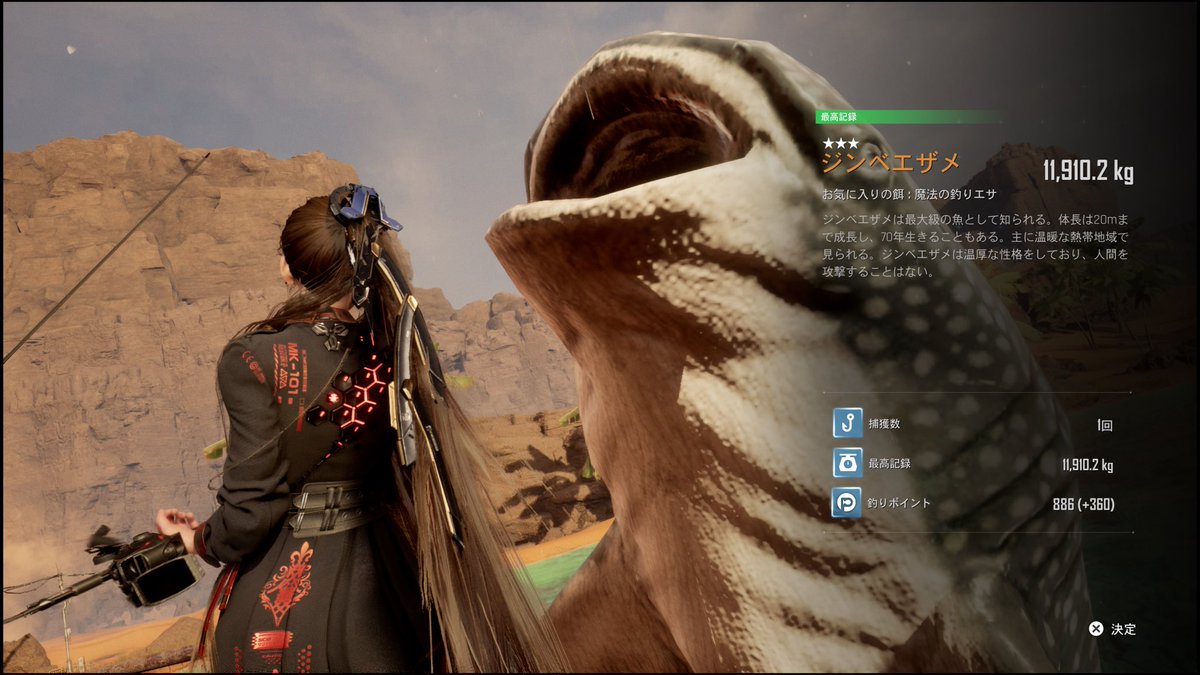 最高記録
★★★
ジンベエザメ
11,910.2 kg
お気に入りの餌 : 魔法の釣りエサ
ジンベエザメは最大級の魚として知られる。体長は20mま
で成長し、70年生きることもある。主に温暖な熱帯地域で
見られる。ジンベエザメは温厚な性格をしており、人間を
攻撃することはない。
捕獲数
1回
最高記録
11,910.2 kg
釣りポイント
886 (+360)
決定
MK-101